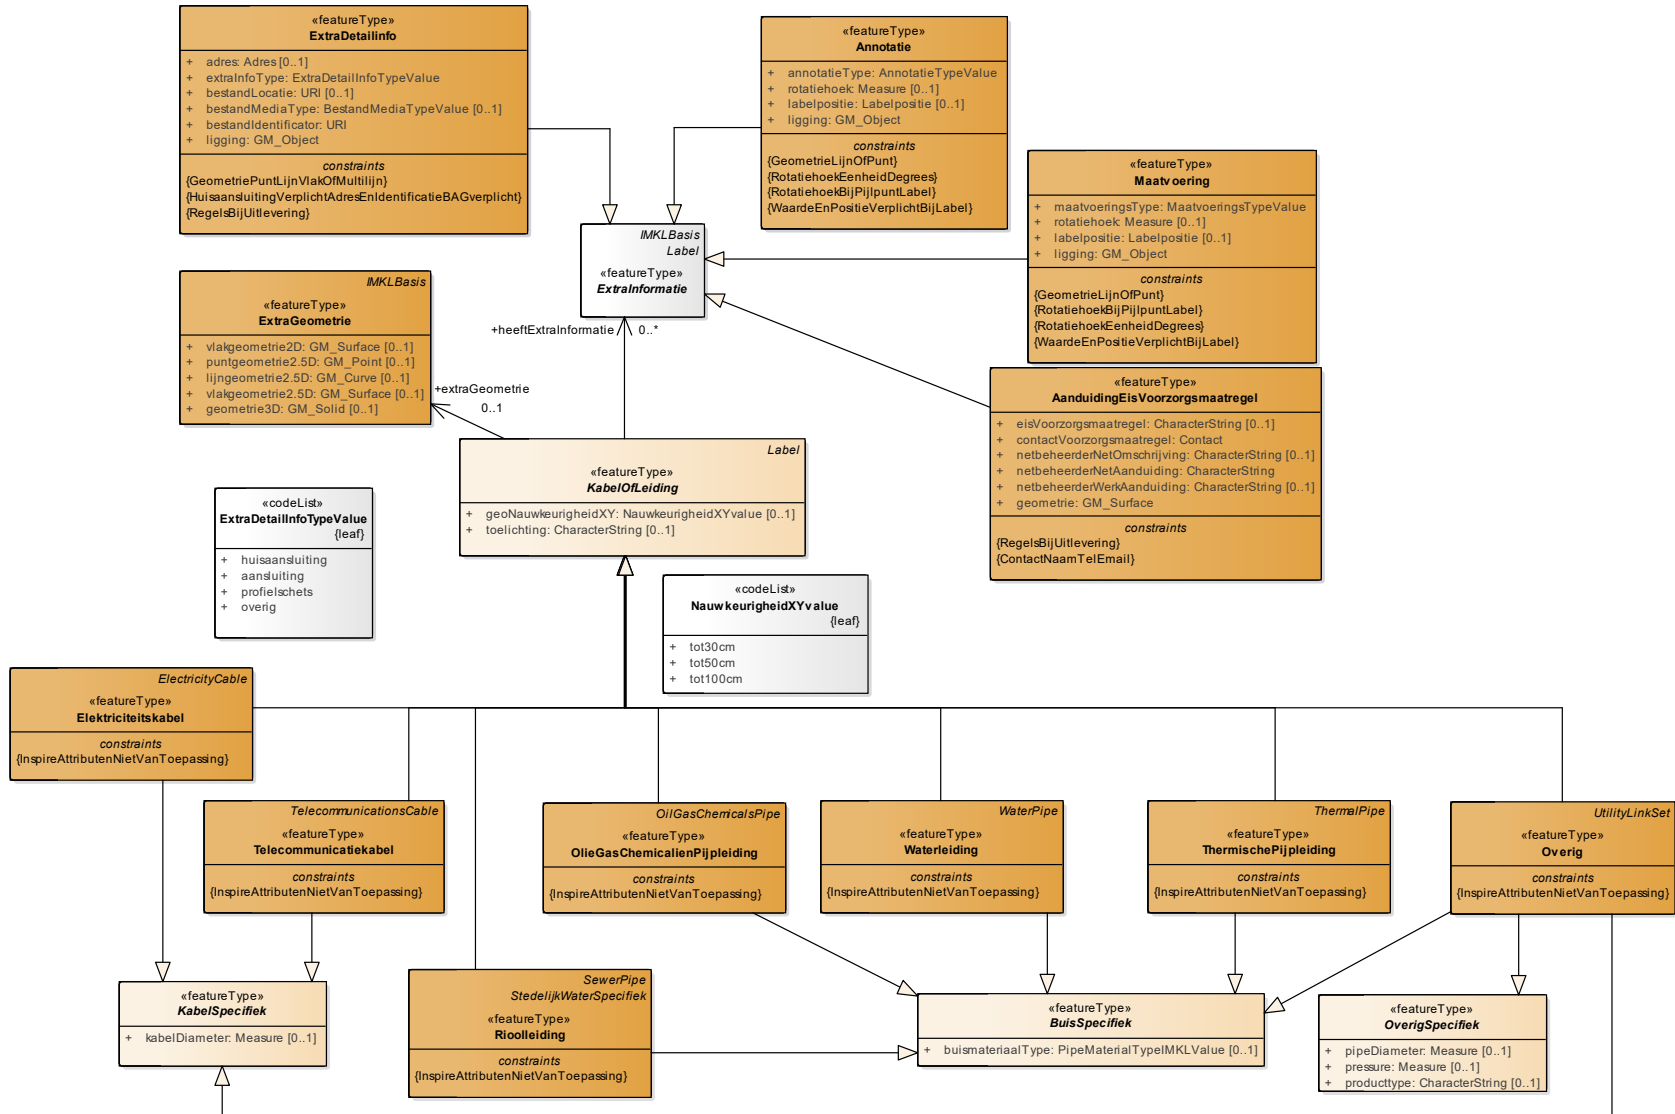 «featureType»
ExtraDetailinfo
+ adres: Adres [0..1]
+ extraInfoType: ExtraDetailInfoTypeValue
+ bestandLocatie: URI [0..1]
+ bestandMediaType: BestandMediaTypeValue [0..1]
+ bestandIdentificator: URI
+ ligging: GM_Object
constraints
{GeometriePuntLijnVlakOfMultilijn}
{HuisaansluitingVerplichtAdresEnIdentificatieBAGverplicht}
{RegelsBijUitlevering}
«featureType»
Annotatie
+ annotatieType: AnnotatieTypeValue
+ rotatiehoek: Measure [0..1]
+ labelpositie: Labelpositie [0..1]
+ ligging: GM_Object
constraints
{GeometrieLijnOfPunt}
{RotatiehoekEenheidDegrees}
{RotatiehoekBijPijlpuntLabel}
{WaardeEnPositieVerplichtBijLabel}
«featureType»
Maatvoering
+ maatvoeringsType: MaatvoeringsTypeValue
+ rotatiehoek: Measure [0..1]
+ labelpositie: Labelpositie [0..1]
+ ligging: GM_Object
constraints
{GeometrieLijnOfPunt}
{RotatiehoekBijPijlpuntLabel}
{RotatiehoekEenheidDegrees}
{WaardeEnPositieVerplichtBijLabel}
IMKLBasis
Label
«featureType»
ExtraInformatie
IMKLBasis
«featureType»
ExtraGeometrie
+ vlakgeometrie2D: GM_Surface [0..1]
+ puntgeometrie2.5D: GM_Point [0..1]
+ lijngeometrie2.5D: GM_Curve [0..1]
+ vlakgeometrie2.5D: GM_Surface [0..1]
+ geometrie3D: GM_Solid [0..1]
+heeftExtraInformatie 0..*
+extraGeometrie
0..1
«featureType»
AanduidingEisVoorzorgsmaatregel
+ eisVoorzorgsmaatregel: CharacterString [0..1]
+ contactVoorzorgsmaatregel: Contact
+ netbeheerderNetOmschrijving: CharacterString [0..1]
+ netbeheerderNetAanduiding: CharacterString
+ netbeheerderWerkAanduiding: CharacterString [0..1]
+ geometrie: GM_Surface
constraints
{RegelsBijUitlevering}
{ContactNaamTelEmail}
Label
«featureType»
KabelOfLeiding
+ geoNauwkeurigheidXY: NauwkeurigheidXYvalue [0..1]
+ toelichting: CharacterString [0..1]
«codeList»
ExtraDetailInfoTypeValue
{leaf}
+ huisaansluiting
+ aansluiting
+ profielschets
+ overig
«codeList»
NauwkeurigheidXYvalue
{leaf}
+ tot30cm
+ tot50cm
+ tot100cm
ElectricityCable
«featureType»
Elektriciteitskabel
constraints
{InspireAttributenNietVanToepassing}
TelecommunicationsCable
«featureType»
Telecommunicatiekabel
constraints
{InspireAttributenNietVanToepassing}
OilGasChemicalsPipe
«featureType»
OlieGasChemicalienPijpleiding
constraints
{InspireAttributenNietVanToepassing}
WaterPipe
«featureType»
Waterleiding
constraints
{InspireAttributenNietVanToepassing}
ThermalPipe
«featureType»
ThermischePijpleiding
constraints
{InspireAttributenNietVanToepassing}
UtilityLinkSet
«featureType»
Overig
constraints
{InspireAttributenNietVanToepassing}
«featureType»
KabelSpecifiek
+ kabelDiameter: Measure [0..1]
SewerPipe
StedelijkWaterSpecifiek
«featureType»
Rioolleiding
constraints
{InspireAttributenNietVanToepassing}
«featureType»
BuisSpecifiek
+ buismateriaalType: PipeMaterialTypeIMKLValue [0..1]
«featureType»
OverigSpecifiek
+ pipeDiameter: Measure [0..1]
+ pressure: Measure [0..1]
+ producttype: CharacterString [0..1]